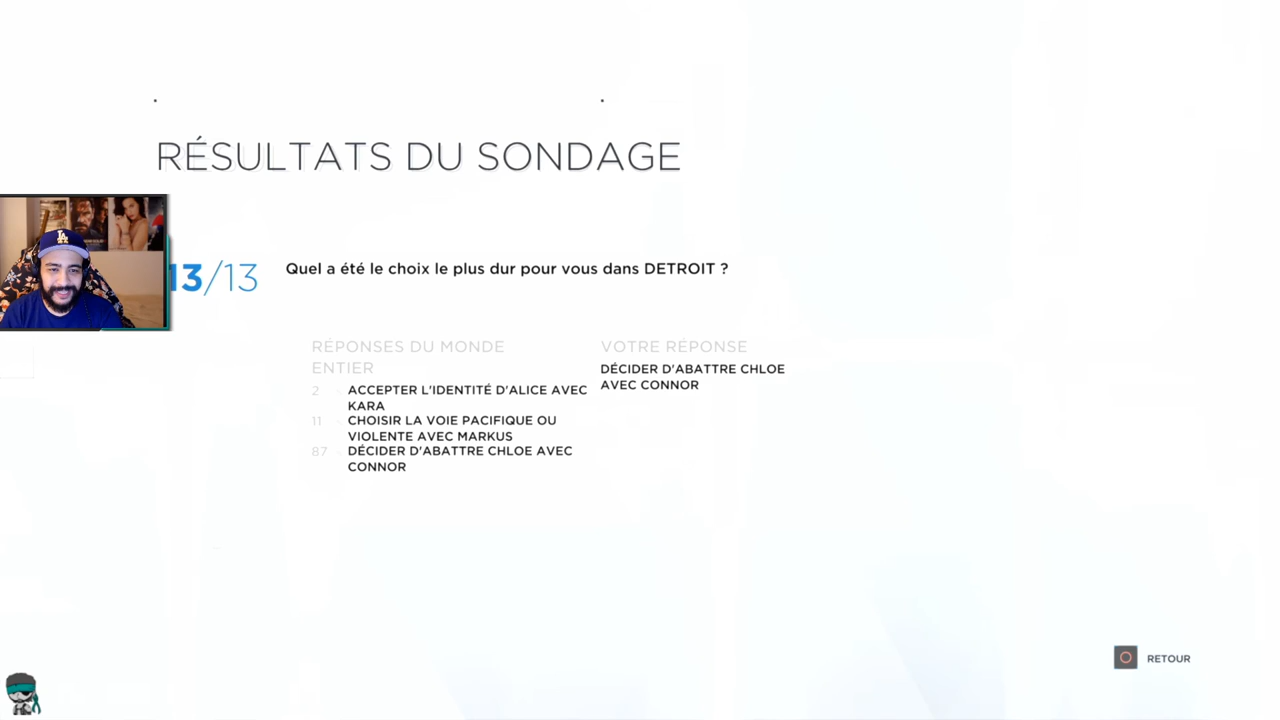 RÉSULTATS DU SONDAGE
LA
13/13
Quel a été le choix le plus dur pour vous dans DETROIT ?
RÉPONSES DU MONDE
ENTIER
2
ACCEPTER L'IDENTITÉ D'ALICE AVEC
KARA
11
CHOISIR LA VOIE PACIFIQUE OU
VIOLENTE AVEC MARKUS
87
DÉCIDER D'ABATTRE CHLOE AVEC
CONNOR
VOTRE RÉPONSE
DÉCIDER D'ABATTRE CHLOE
AVEC CONNOR
RETOUR